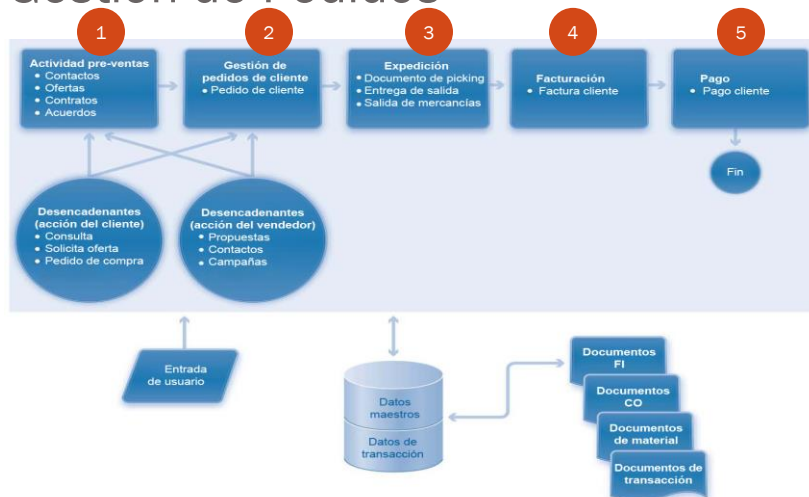 Gestión de Pedidos
1
2
3
4
5
Actividad pre-ventas
• Contactos
• Ofertas
• Contratos
• Acuerdos
Gestión de
pedidos de cliente
• Pedido de cliente
Expedición
• Documento de picking
• Entrega de salida
• Salida de mercancías
Facturación
• Factura cliente
Pago
• Pago cliente
Fin
Desencadenantes
(acción del cliente)
• Consulta
• Solicita oferta
• Pedido de compra
Desencadenantes
(acción del vendedor)
• Propuestas
• Contactos
• Campañas
Entrada
de usuario
Datos
maestros
Datos de
transacción
Documentos
FI
Documentos
CO
Documentos
de material
Documentos de
transacción